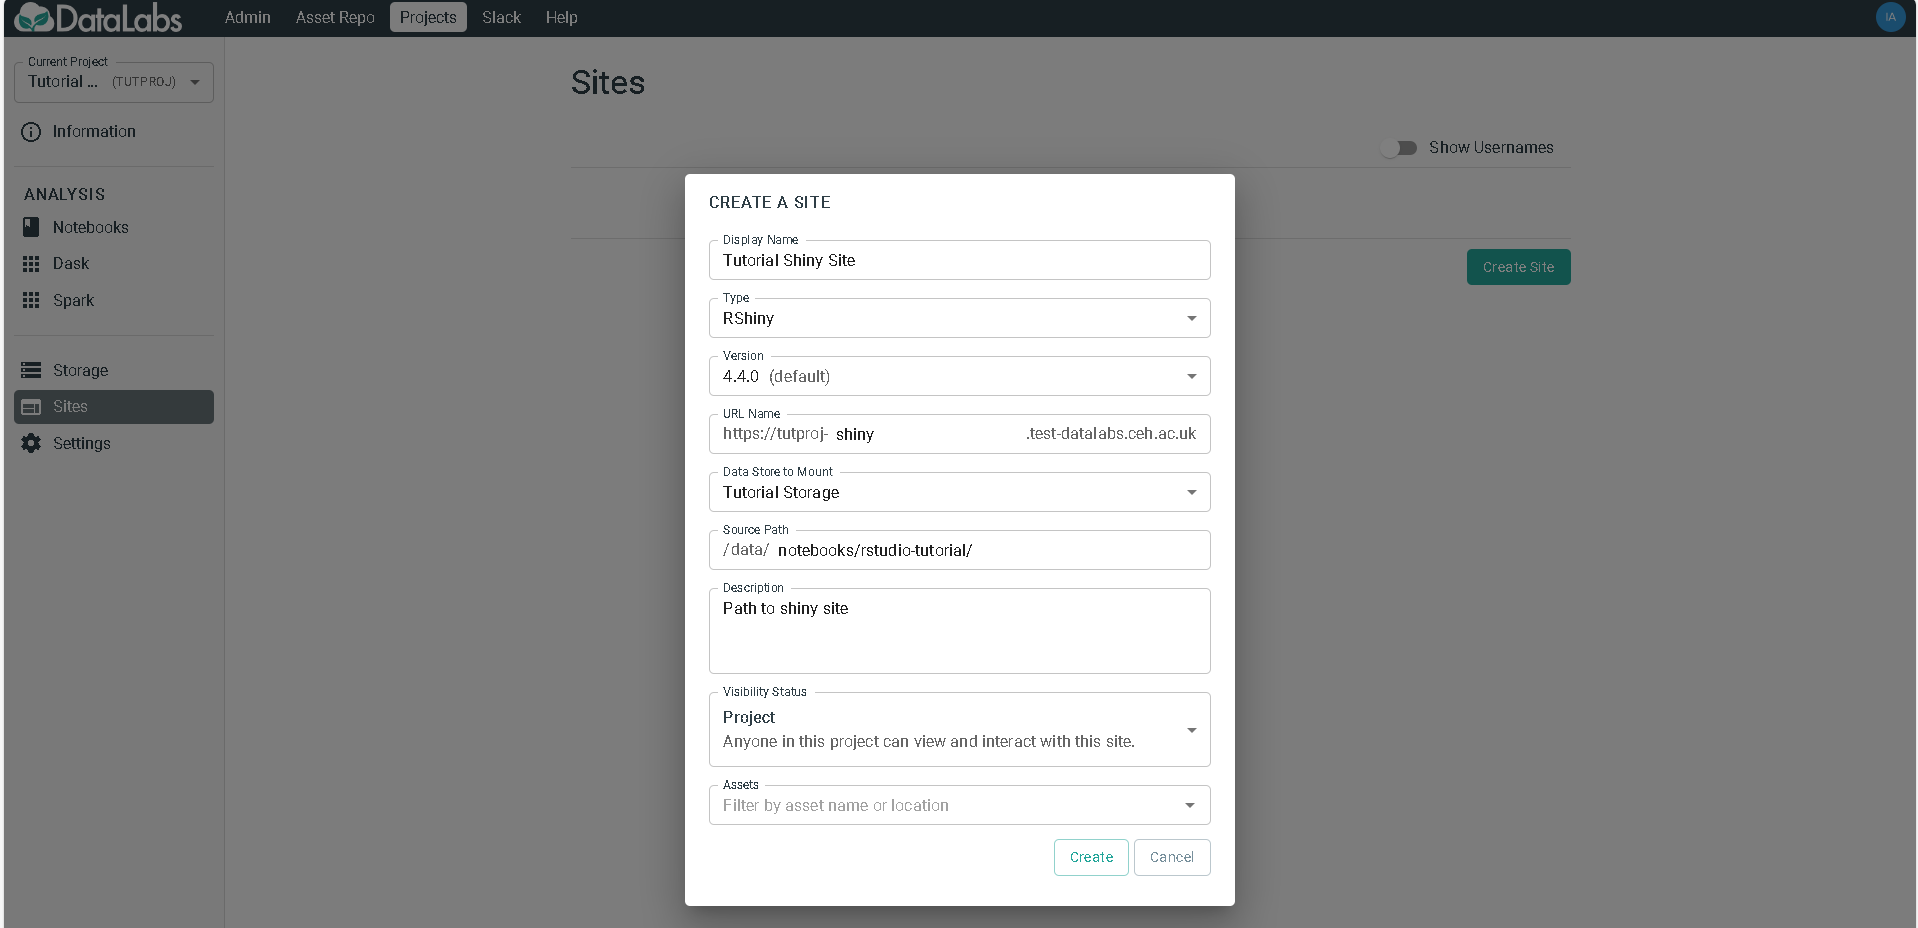 DataLabs
Admin
Asset Repo
Projects
Slack
Help
IA
Current Project
Tutorial ... (TUTPROJ)
Information
ANALYSIS
Notebooks
Dask
Spark
Storage
Sites
Settings
Sites
Show Usernames
Create Site
CREATE A SITE
Display Name
Tutorial Shiny Site
Type
RShiny
Version
4.4.0 (default)
URL Name
https://tutproj- shiny .test-datalabs.ceh.ac.uk
Data Store to Mount
Tutorial Storage
Source Path
/data/ notebooks/rstudio-tutorial/
Description
Path to shiny site
Visibility Status
Project
Anyone in this project can view and interact with this site.
Assets
Filter by asset name or location
Create
Cancel